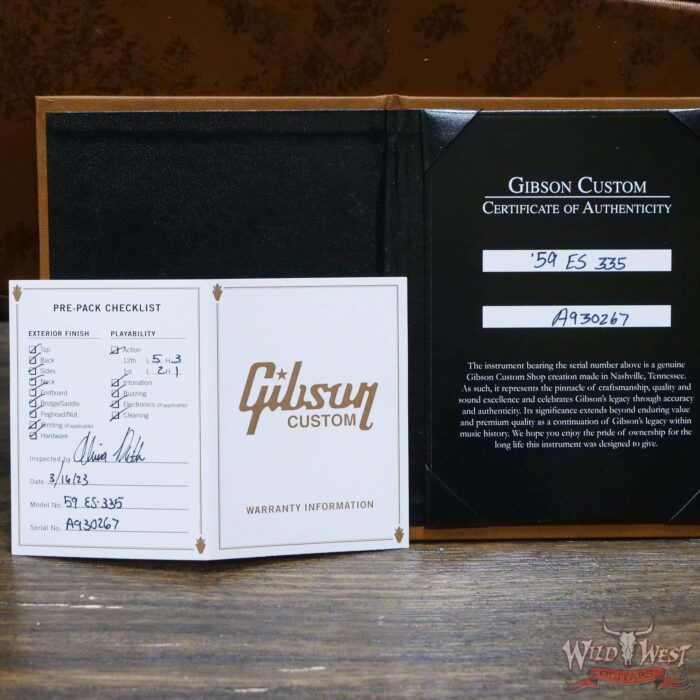 GIBSON CUSTOM
CERTIFICATE OF AUTHENTICITY
'59 ES 335
A930267
The instrument bearing the serial number above is a genuine
Gibson Custom Shop creation made in Nashville, Tennessee.
As such, it represents the pinnacle of craftsmanship, quality and
sound excellence and celebrates Gibson's legacy through accuracy
and authenticity. Its significance extends beyond enduring value
and premium quality as a continuation of Gibson's legacy within
music history. We hope you enjoy the pride of ownership for the
long life this instrument was designed to give.
PRE-PACK CHECKLIST
EXTERIOR FINISH
Top
Back
Sides
Neck
Fretboard
Bridge/Saddle
Peghead/Nut
Binding (if applicable)
Hardware
PLAYABILITY
Action
12th L 5 H 3
1st L 2 H 1
Intonation
Buzzing
Electronics (if applicable)
Cleaning
Inspected by
Date 3/16/23
Model No. 59 ES-335
Serial No. A930267
Gibson
CUSTOM
WARRANTY INFORMATION
WILD WEST
GUITARS